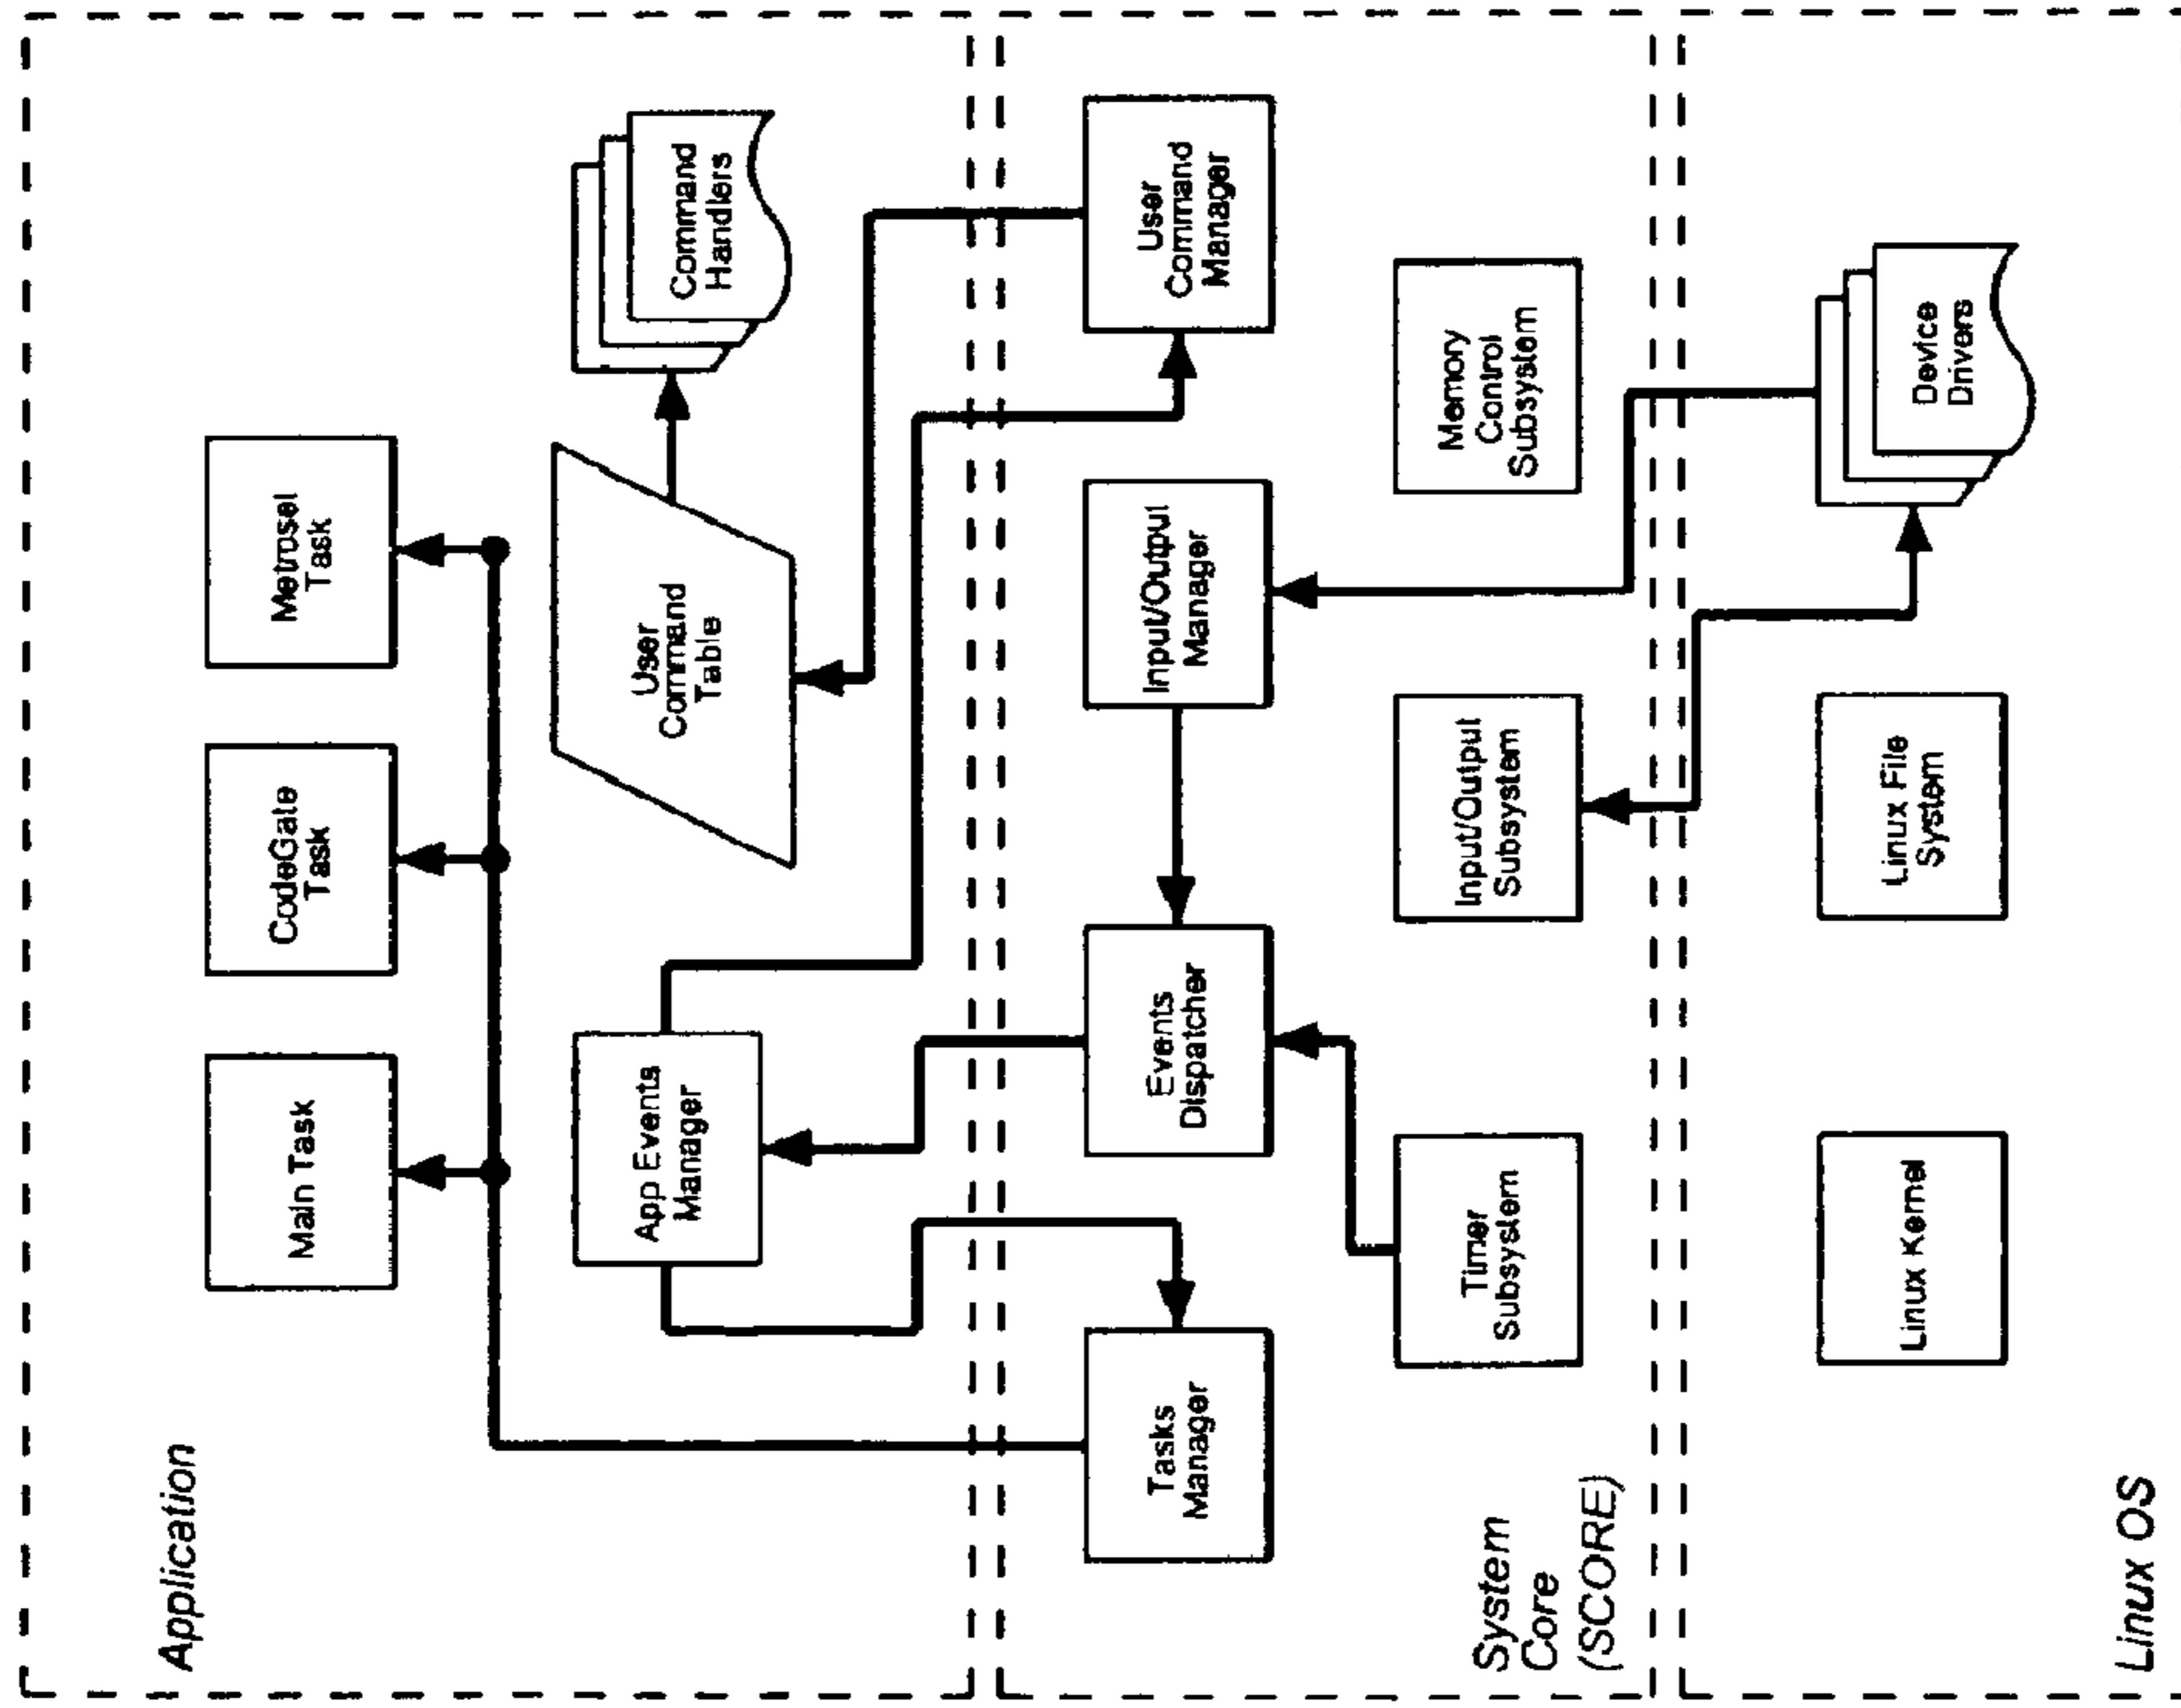 Application
Main Task
CodeGate
Task
Metrosel
Task
App Events
Manager
User
Command
Table
Command
Handlers
Tasks
Manager
Events
Dispatcher
Input/Output
Manager
User
Command
Manager
System
Core
(SCORE)
Timer
Subsystem
Input/Output
Subsystem
Memory
Control
Subsystem
Linux OS
Linux Kernel
Linux File
System
Device
Drivers